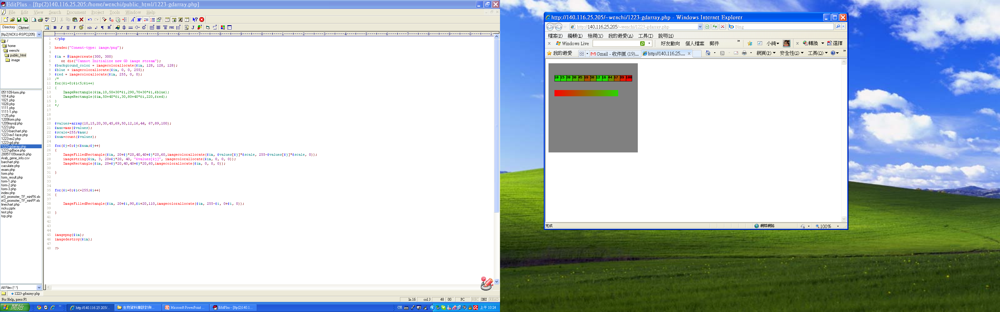 EditPlus - [ftp(2)140.116.25.205:/home/wenchi/public_html/1223-gdarray.php]
File Edit View Search Document Project Tools Window Help
B I U F nb ¶ H PRE J
Directory Cliptext
[ftp2] NCKU-RSPC(205)
/
home
wenchi
public_html
image
051109-form.php
1014.php
1021.php
1028.php
1111.php
1111-1.php
1125.php
1209form.php
1209mysql.php
1223.php
1223-barchart.php
1223-ex1-face.php
1223-ex2.php
1223-gd.php
1223-gdarray.php
1223-gdface.php
20051109search.php
Arab_gene_info.csv
barchart.php
caculate.php
exam.php
form.php
form_result.php
form-1.php
form-2.php
form-3.php
index.php
irt3_promoter_TF_minFN.xls
irt3_promoter_TF_minFP.xls
linechart.php
ncku.pptx
test.php
top.php
All Files (*.*)
----+----1----+----2----+----3----+----4----+----5----+----6----+----7----+----8----+----9----+----0----+----1----+----2----+----3----+----4----+----5----+----6----+----7----+----8----+----9----+----0----+----1-
1 <?php
2
3 header("Conent-type: image/png");
4
5 $im = @imagecreate(300, 300)
6 or die("Cannot Initialize new GD image stream");
7 $background_color = imagecolorallocate($im, 128, 128, 128);
8 $blue = imagecolorallocate($im, 0, 0, 255);
9 $red = imagecolorallocate($im, 255, 0, 0);
10 /*
11 for($i=0;$i<5;$i++)
12 {
13 ImageRectangle($im,10,50+30*$i,290,70+30*$i,$blue);
14 ImageRectangle($im,50+40*$i,30,80+40*$i,220,$red);
15 }
16 */
17
18
19
20 $values=array(10,15,20,30,45,69,50,12,16,44, 67,89,100);
21 $max=max($values);
22 $scale=255/$max;
23 $num=count($values);
24
25 for($j=0;$j<$num;$j++)
26 {
27 ImageFilledRectangle($im, 20+$j*20,40,40+$j*20,60,imagecolorallocate($im, $values[$j]*$scale, 255-$values[$j]*$scale, 0));
28 imagestring($im, 3, 20+$j*20, 40, "$values[$j]", imagecolorallocate($im, 0, 0, 0));
29 ImageRectangle($im, 20+$j*20,40,40+$j*20,60,imagecolorallocate($im, 0, 0, 0));
30
31 }
32
33
34
35 for($i=0;$i<=255;$i++)
36 {
37
38 ImageFilledRectangle($im, 20+$i,90,$i+20,110,imagecolorallocate($im, 255-$i, 0+$i, 0));
39
40 }
41
42
43
44
45 imagepng($im);
46 imagedestroy($im);
47
48 ?>
1223-gdarray.php
For Help, press F1 ln 16 col 3 48 00 PC REC INS READ
開始 http://140.116.25.205/... 生物資料庫設計與... Microsoft PowerPoint ... EditPlus - [ftp(2)140.1... CH 上午 10:24
http://140.116.25.205/~wenchi/1223-gdarray.php - Windows Internet Explorer
http://140.116.25.205/~wenchi/1223-gdarray.php Bing
檔案(F) 編輯(E) 檢視(V) 我的最愛(A) 工具(T) 說明(H)
Windows Live 好友動向 個人檔案 郵件 » 小綺 轉換 選擇
我的最愛 Gmail - 收件匣 (19)... http://140.116.25.... 網頁(P) 安全性(S) 工具(O) »
10 15 20 30 45 69 50 12 16 44 67 89 100
完成 網際網路 100%